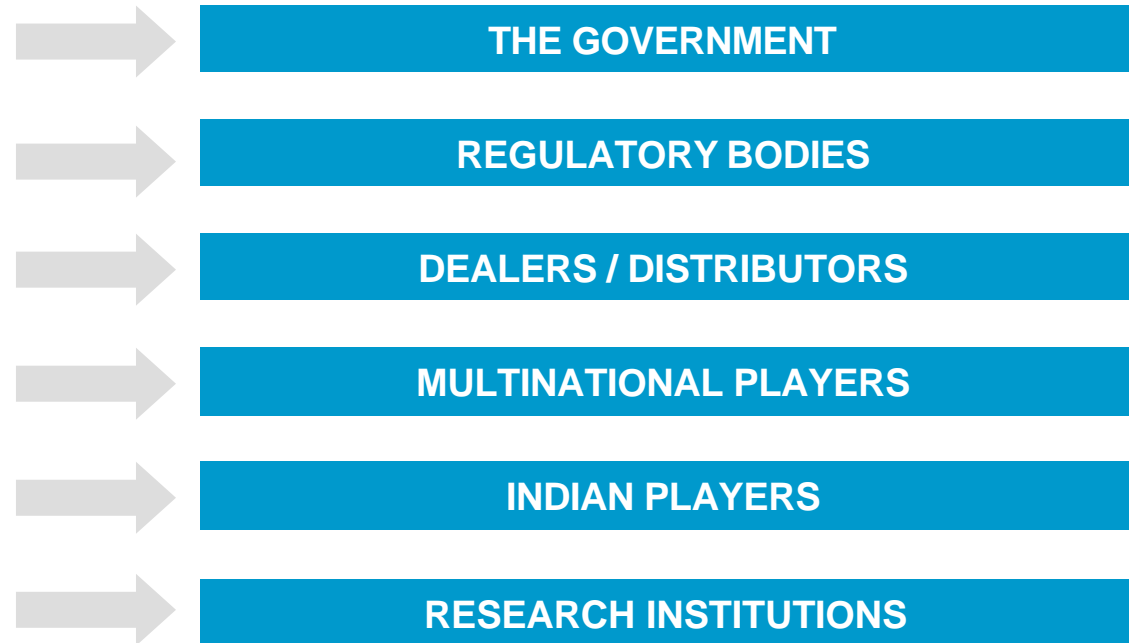 THE GOVERNMENT
REGULATORY BODIES
DEALERS / DISTRIBUTORS
MULTINATIONAL PLAYERS
INDIAN PLAYERS
RESEARCH INSTITUTIONS